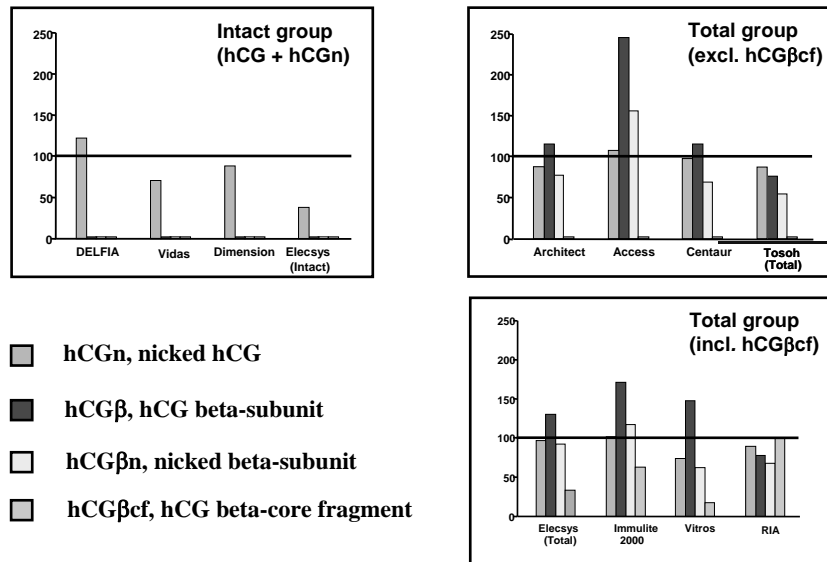 Intact group
(hCG + hCGn)
250
200
150
100
50
0
DELFIA Vidas Dimension Elecsys
(Intact)
Total group
(excl. hCGβcf)
250
200
150
100
50
0
Architect Access Centaur Tosoh
(Total)
hCGn, nicked hCG
hCGβ, hCG beta-subunit
hCGβn, nicked beta-subunit
hCGβcf, hCG beta-core fragment
Total group
(incl. hCGβcf)
250
200
150
100
50
0
Elecsys Immulite Vitros RIA
(Total) 2000